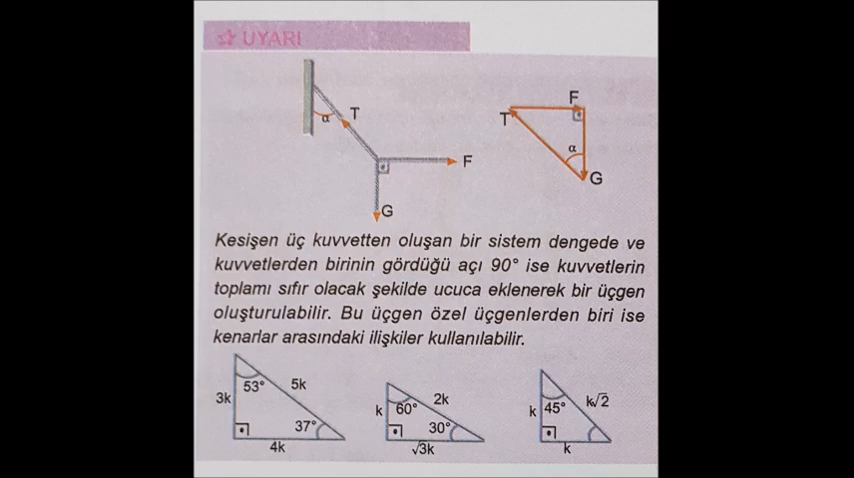 UYARI
T
α
F
G
F
T
α
G
Kesişen üç kuvvetten oluşan bir sistem dengede ve
kuvvetlerden birinin gördüğü açı 90° ise kuvvetlerin
toplamı sıfır olacak şekilde ucuca eklenerek bir üçgen
oluşturulabilir. Bu üçgen özel üçgenlerden biri ise
kenarlar arasındaki ilişkiler kullanılabilir.
53°
5k
3k
37°
4k
60°
2k
k
30°
√3k
45°
k√2
k
k